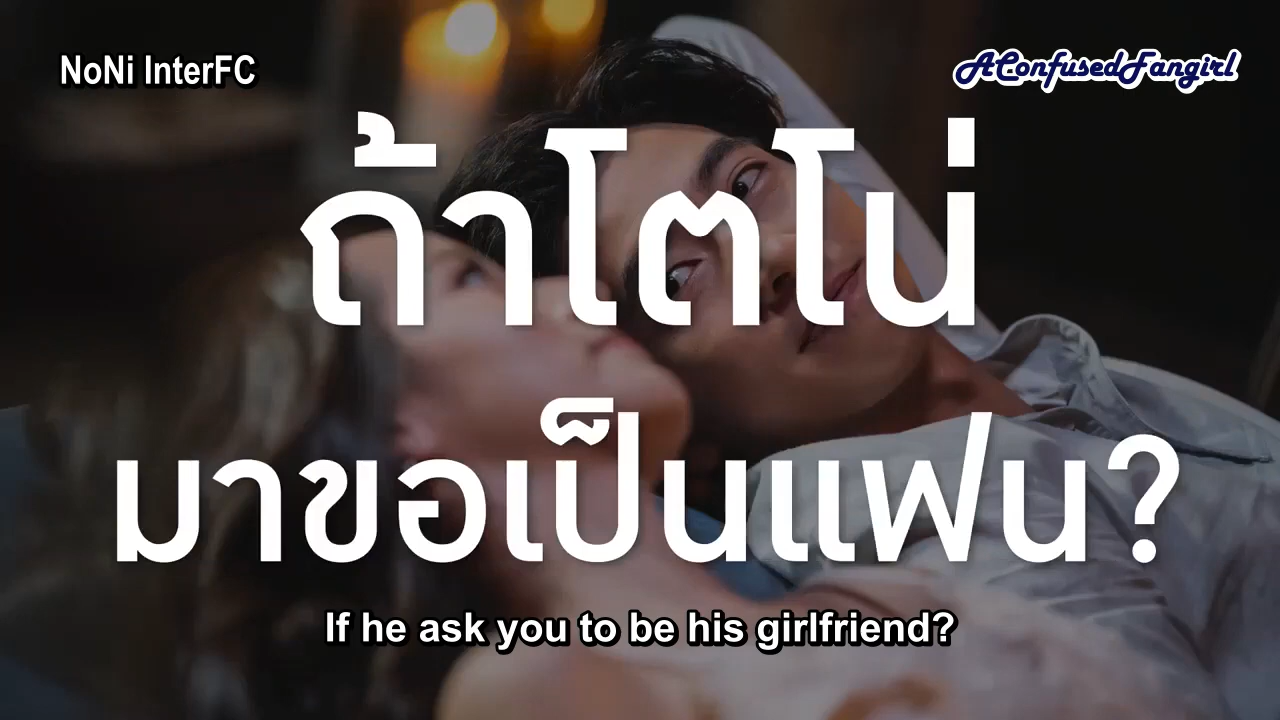 NoNi InterFC
AConfusedFangirl
ถ้าโตโน่
มาขอเป็นแฟน?
If he ask you to be his girlfriend?